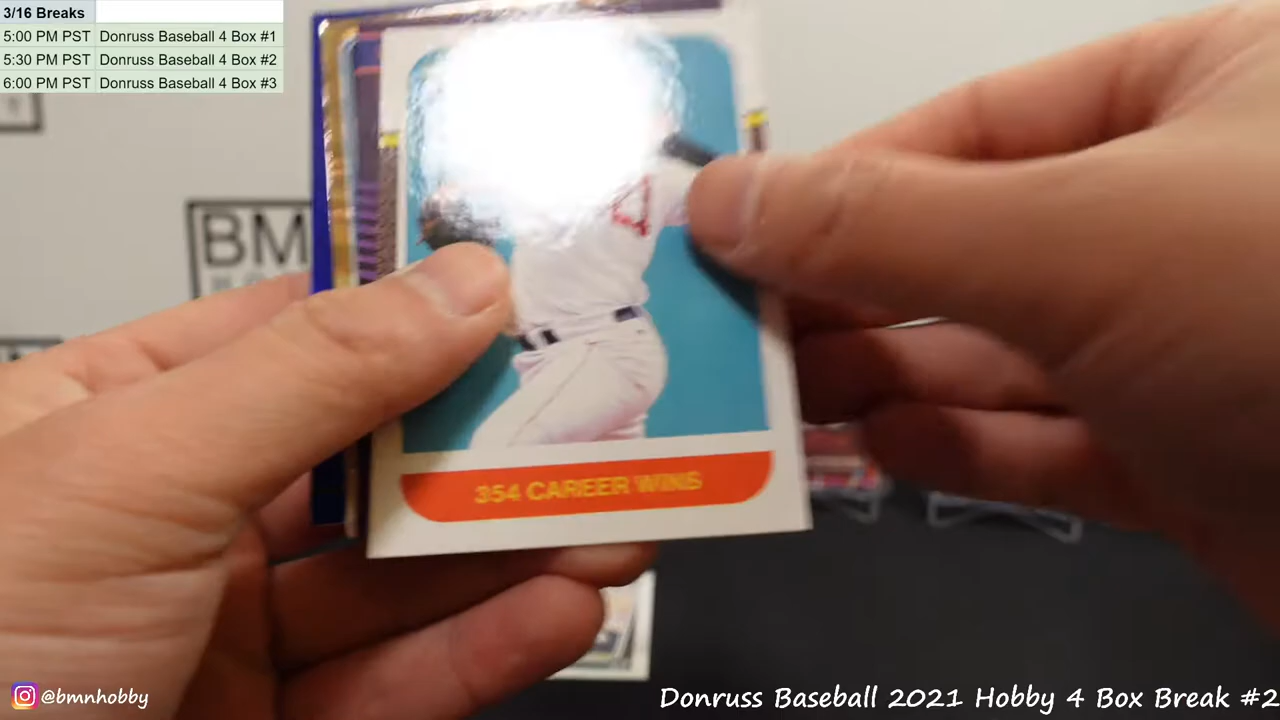 3/16 Breaks
5:00 PM PST Donruss Baseball 4 Box #1
5:30 PM PST Donruss Baseball 4 Box #2
6:00 PM PST Donruss Baseball 4 Box #3
BM
354 CAREER WINS
@bmnhobby
Donruss Baseball 2021 Hobby 4 Box Break #2